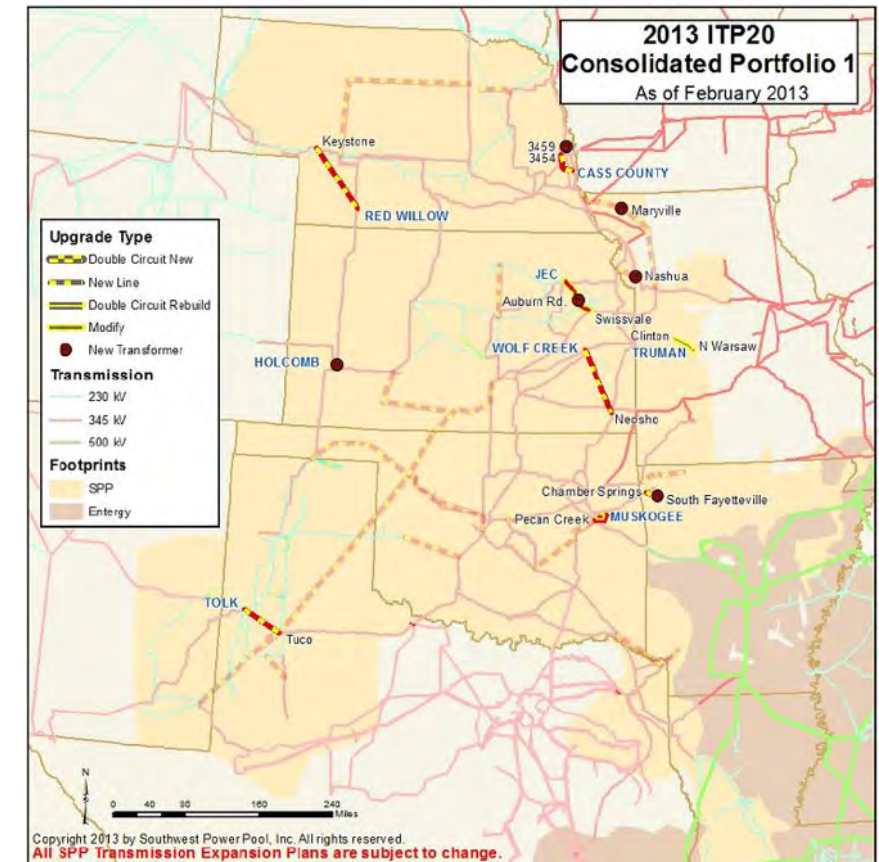 2013 ITP20
Consolidated Portfolio 1
As of February 2013
Keystone
RED WILLOW
3459
3454
CASS COUNTY
Maryville
Nashua
JEC
Auburn Rd.
Swissvale
Clinton
TRUMAN
N Warsaw
WOLF CREEK
Neosho
HOLCOMB
Chamber Springs
South Fayetteville
Pecan Creek
MUSKOGEE
TOLK
Tuco
Upgrade Type
Double Circuit New
New Line
Double Circuit Rebuild
Modify
New Transformer
Transmission
230 kV
345 kV
500 kV
Footprints
SPP
Entergy
N
0 40 80 160 240
Miles
Copyright 2013 by Southwest Power Pool, Inc. All rights reserved.
All SPP Transmission Expansion Plans are subject to change.